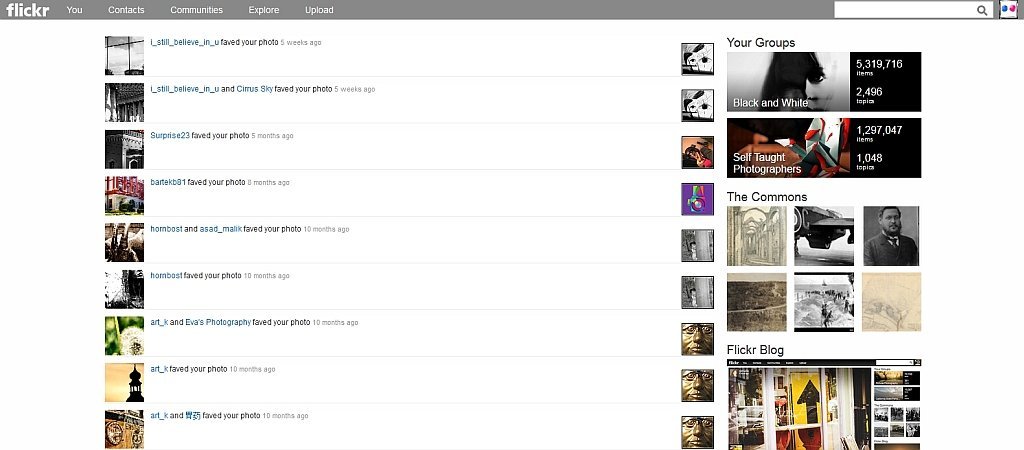 flickr You Contacts Communities Explore Upload
i_still_believe_in_u faved your photo 5 weeks ago
i_still_believe_in_u and Cirrus Sky faved your photo 5 weeks ago
Surprise23 faved your photo 5 months ago
bartekb81 faved your photo 8 months ago
hornbost and asad_malik faved your photo 10 months ago
hornbost faved your photo 10 months ago
art_k and Eva's Photography faved your photo 10 months ago
art_k faved your photo 10 months ago
art_k and 胃药 faved your photo 10 months ago
Your Groups
Black and White
5,319,716
items
2,496
topics
Self Taught
Photographers
1,297,047
items
1,048
topics
The Commons
Flickr Blog